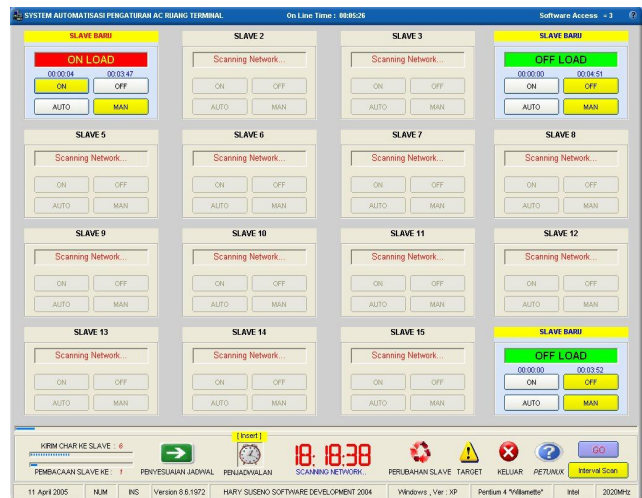 SYSTEM AUTOMATISASI PENGATURAN AC RUANG TERMINAL On Line Time : 00:05:26 Software Access = 3
SLAVE BARU SLAVE 2 SLAVE 3 SLAVE BARU
ON LOAD Scanning Network... Scanning Network... OFF LOAD
00:00:04 00:03:47 00:00:00 00:04:51
ON OFF ON OFF ON OFF ON OFF
AUTO MAN AUTO MAN AUTO MAN AUTO MAN
SLAVE 5 SLAVE 6 SLAVE 7 SLAVE 8
Scanning Network... Scanning Network... Scanning Network... Scanning Network...
ON OFF ON OFF ON OFF ON OFF
AUTO MAN AUTO MAN AUTO MAN AUTO MAN
SLAVE 9 SLAVE 10 SLAVE 11 SLAVE 12
Scanning Network... Scanning Network... Scanning Network... Scanning Network...
ON OFF ON OFF ON OFF ON OFF
AUTO MAN AUTO MAN AUTO MAN AUTO MAN
SLAVE 13 SLAVE 14 SLAVE 15 SLAVE BARU
Scanning Network... Scanning Network... Scanning Network... OFF LOAD
00:00:00 00:03:52
ON OFF ON OFF ON OFF ON OFF
AUTO MAN AUTO MAN AUTO MAN AUTO MAN
[ Insert ]
KIRIM CHAR KE SLAVE : 6 18:18:38 GO
PEMBACAAN SLAVE KE : 1 PENYESUAIAN JADWAL PENJADWALAN SCANNING NETWORK.. PERUBAHAN SLAVE TARGET KELUAR PETUNJUK Interval Scan
11 April 2005 NUM INS Version 8.6.1972 HARY SUSENO SOFTWARE DEVELOPMENT 2004 Windows , Ver : XP Pentium 4 "Willamette" Intel 2020MHz